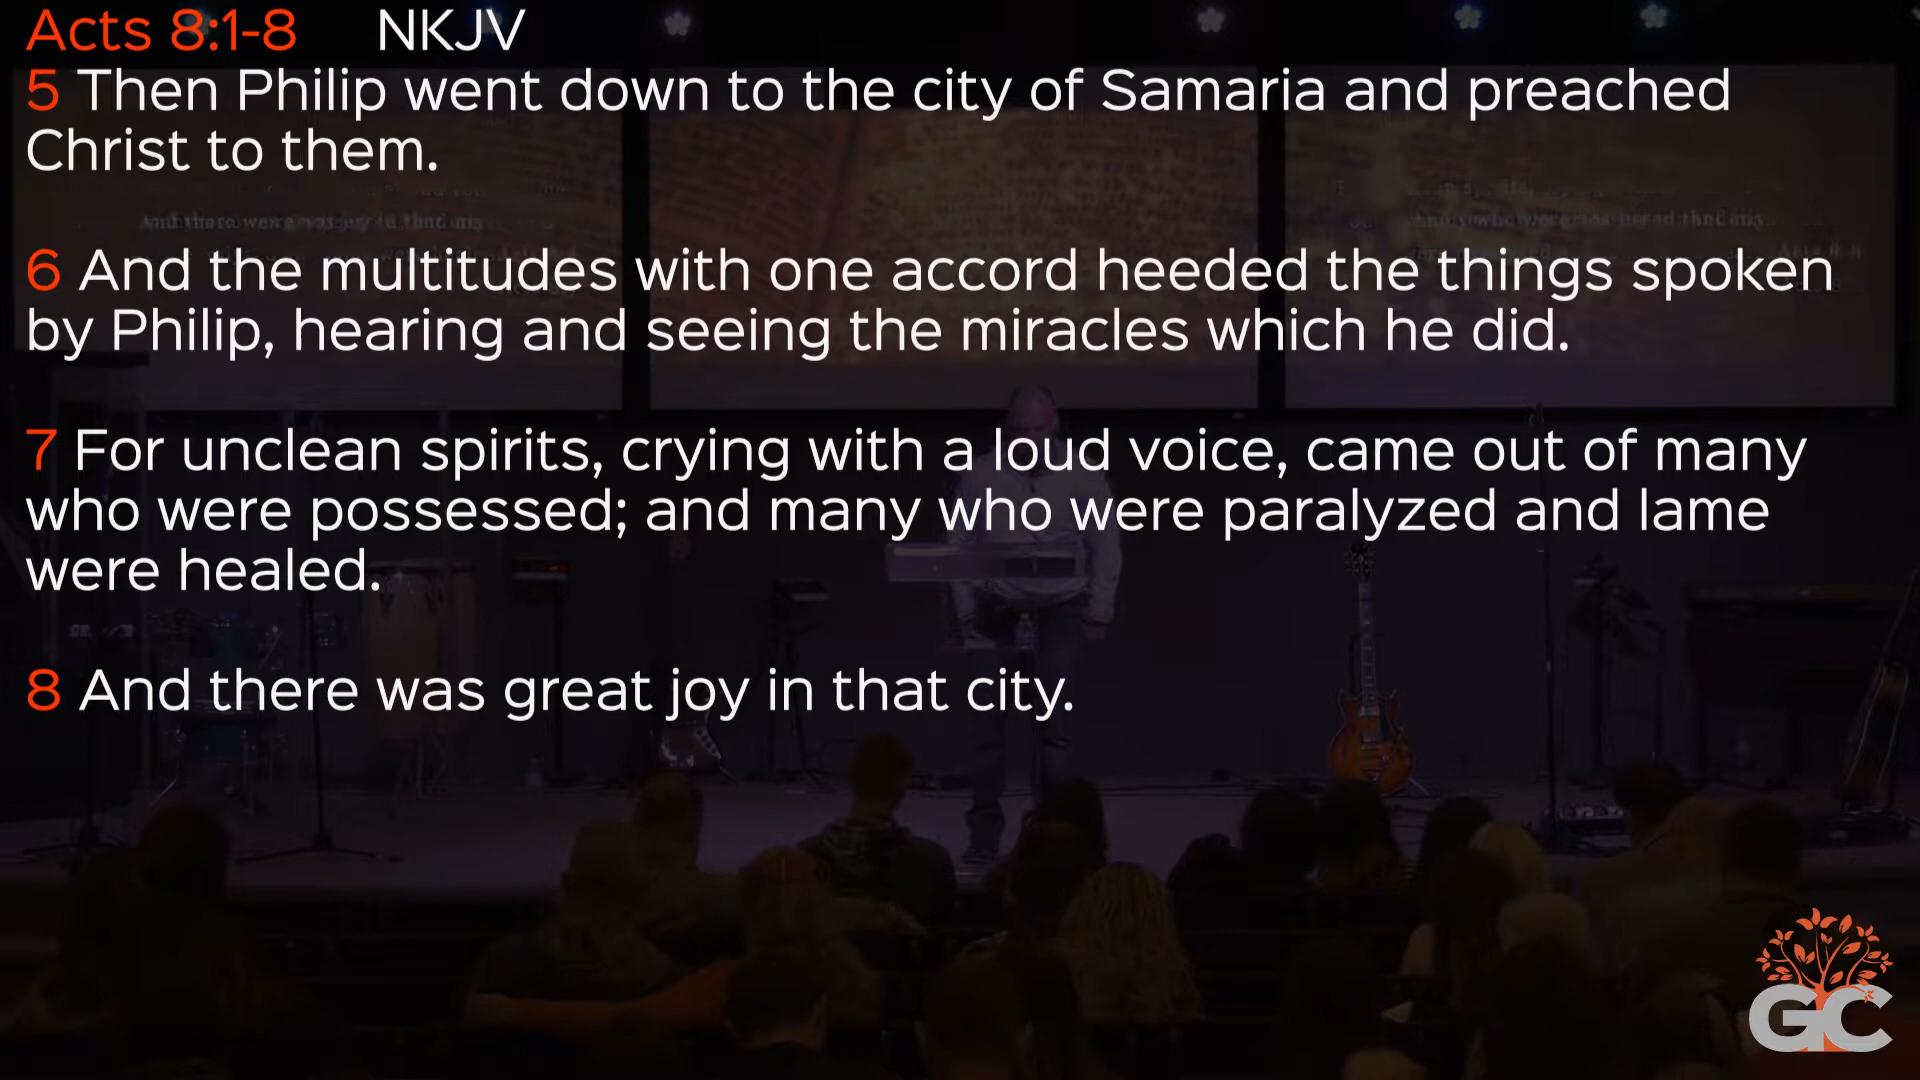 Acts 8:1-8 NKJV
5 Then Philip went down to the city of Samaria and preached
Christ to them.
6 And the multitudes with one accord heeded the things spoken
by Philip, hearing and seeing the miracles which he did.
7 For unclean spirits, crying with a loud voice, came out of many
who were possessed; and many who were paralyzed and lame
were healed.
8 And there was great joy in that city.
GC